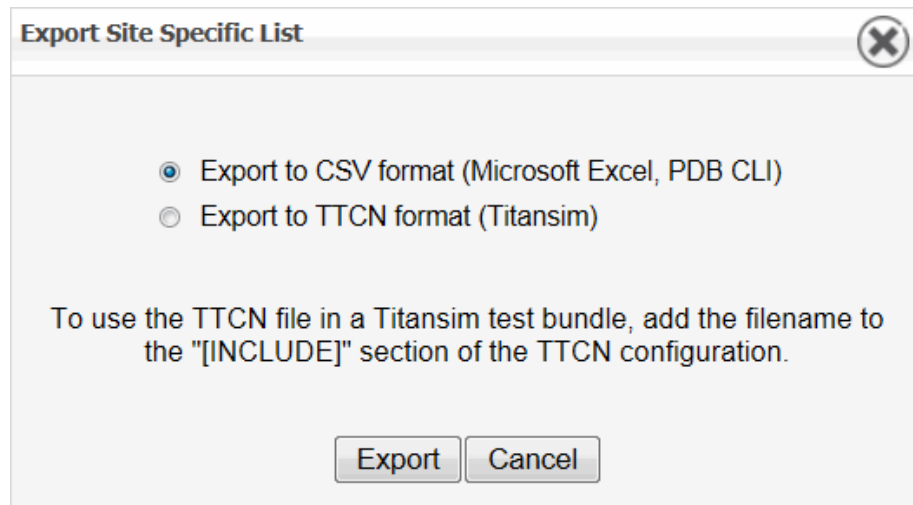 Export Site Specific List
Export to CSV format (Microsoft Excel, PDB CLI)
Export to TTCN format (Titansim)
To use the TTCN file in a Titansim test bundle, add the filename to
the "[INCLUDE]" section of the TTCN configuration.
Export Cancel